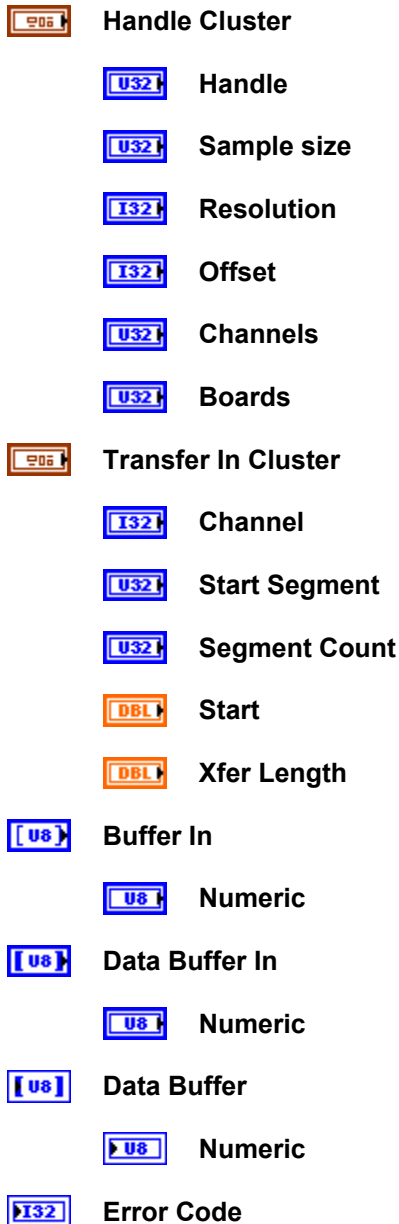 Handle Cluster
U32 Handle
U32 Sample size
I32 Resolution
I32 Offset
U32 Channels
U32 Boards
Transfer In Cluster
I32 Channel
U32 Start Segment
U32 Segment Count
DBL Start
DBL Xfer Length
[U8] Buffer In
U8 Numeric
[U8] Data Buffer In
U8 Numeric
[U8] Data Buffer
U8 Numeric
I32 Error Code